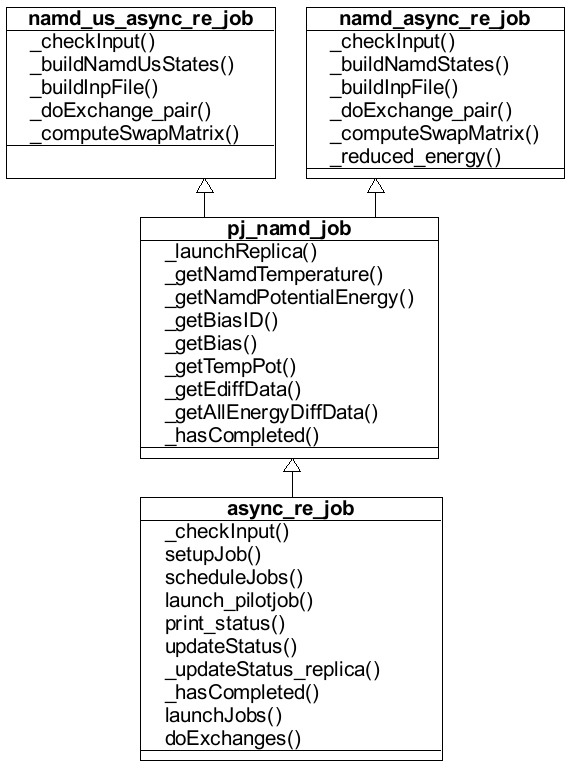 namd_us_async_re_job
_checkInput()
_buildNamdUsStates()
_buildInpFile()
_doExchange_pair()
_computeSwapMatrix()
namd_async_re_job
_checkInput()
_buildNamdStates()
_buildInpFile()
_doExchange_pair()
_computeSwapMatrix()
_reduced_energy()
pj_namd_job
_launchReplica()
_getNamdTemperature()
_getNamdPotentialEnergy()
_getBiasID()
_getBias()
_getTempPot()
_getEdiffData()
_getAllEnergyDiffData()
_hasCompleted()
async_re_job
_checkInput()
setupJob()
scheduleJobs()
launch_pilotjob()
print_status()
updateStatus()
_updateStatus_replica()
_hasCompleted()
launchJobs()
doExchanges()